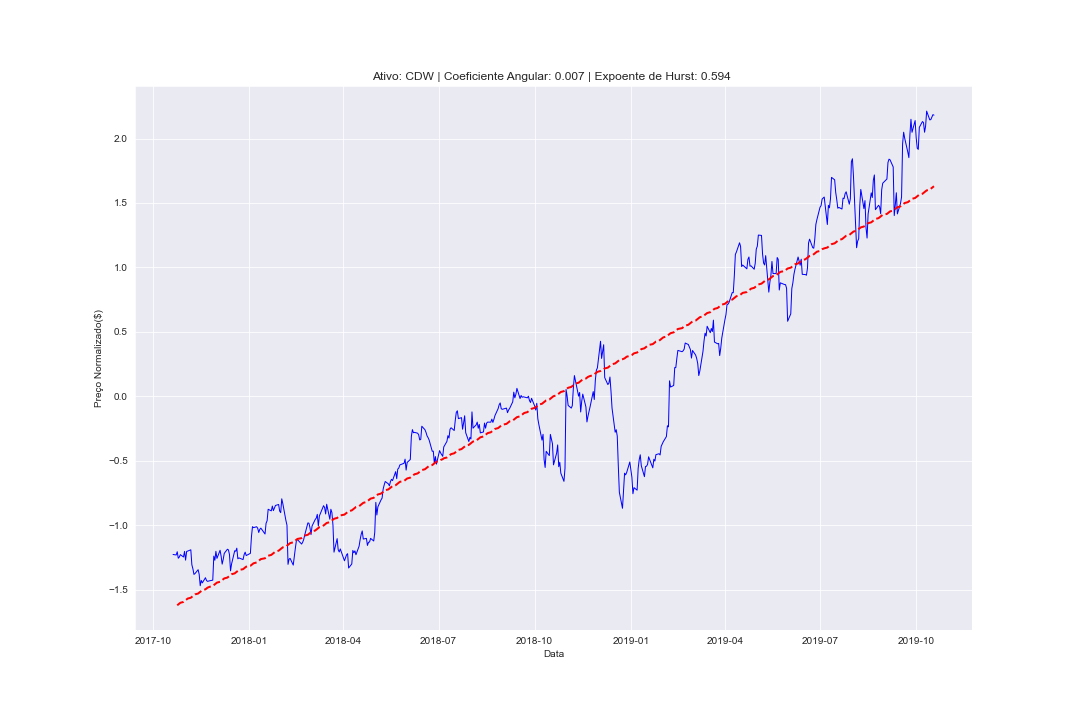 Ativo: CDW | Coeficiente Angular: 0.007 | Expoente de Hurst: 0.594
Preço Normalizado($)
2.0
1.5
1.0
0.5
0.0
−0.5
−1.0
−1.5
2017-10 2018-01 2018-04 2018-07 2018-10 2019-01 2019-04 2019-07 2019-10
Data